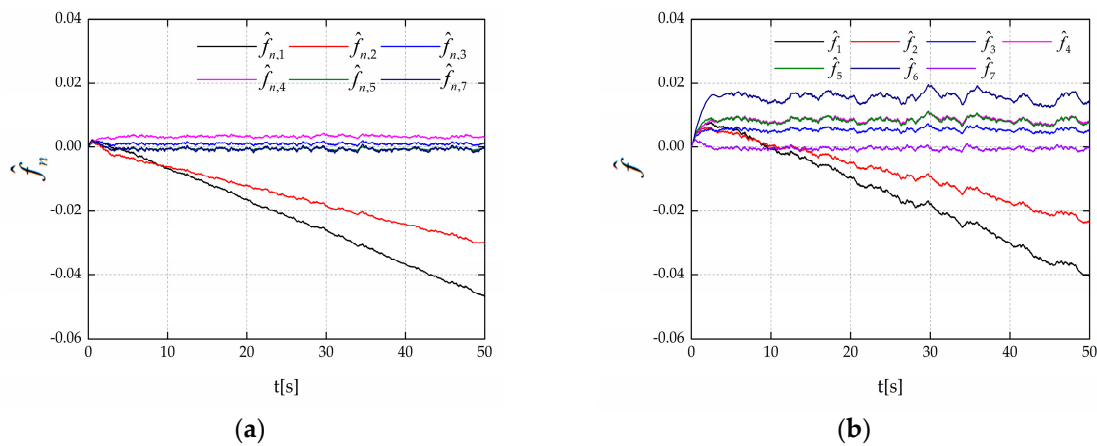 0.04
0.02
0.00
-0.02
-0.04
-0.06
f̂ₙ
f̂ₙ,₁ f̂ₙ,₂ f̂ₙ,₃
f̂ₙ,₄ f̂ₙ,₅ f̂ₙ,₇
0 10 20 30 40 50
t[s]
(a)
0.04
0.02
0.00
-0.02
-0.04
-0.06
f̂
f̂₁ f̂₂ f̂₃ f̂₄
f̂₅ f̂₆ f̂₇
0 10 20 30 40 50
t[s]
(b)